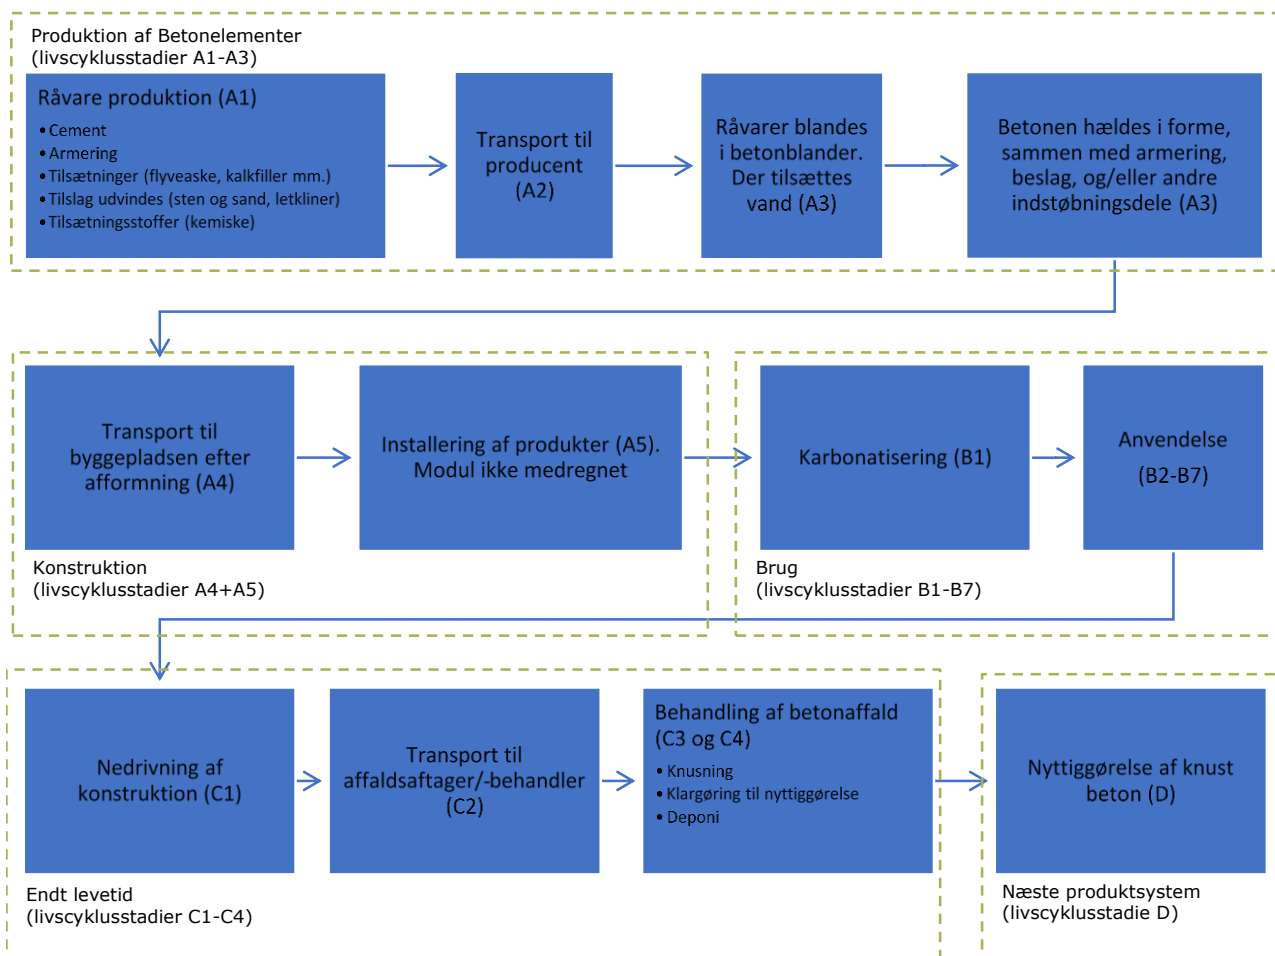 Produktion af Betonelementer
(livscyklusstadier A1-A3)
Råvare produktion (A1)
• Cement
• Armering
• Tilsætninger (flyveaske, kalkfiller mm.)
• Tilslag udvindes (sten og sand, letkliner)
• Tilsætningsstoffer (kemiske)
Transport til
producent
(A2)
Råvarer blandes
i betonblander.
Der tilsættes
vand (A3)
Betonen hældes i forme,
sammen med armering,
beslag, og/eller andre
indstøbningsdele (A3)
Transport til
byggepladsen efter
afformning (A4)
Installering af produkter (A5).
Modul ikke medregnet
Konstruktion
(livscyklusstadier A4+A5)
Karbonatisering (B1)
Anvendelse
(B2-B7)
Brug
(livscyklusstadier B1-B7)
Nedrivning af
konstruktion (C1)
Transport til
affaldsaftager/-behandler
(C2)
Behandling af betonaffald
(C3 og C4)
• Knusning
• Klargøring til nyttiggørelse
• Deponi
Endt levetid
(livscyklusstadier C1-C4)
Nyttiggørelse af knust
beton (D)
Næste produktsystem
(livscyklusstadie D)